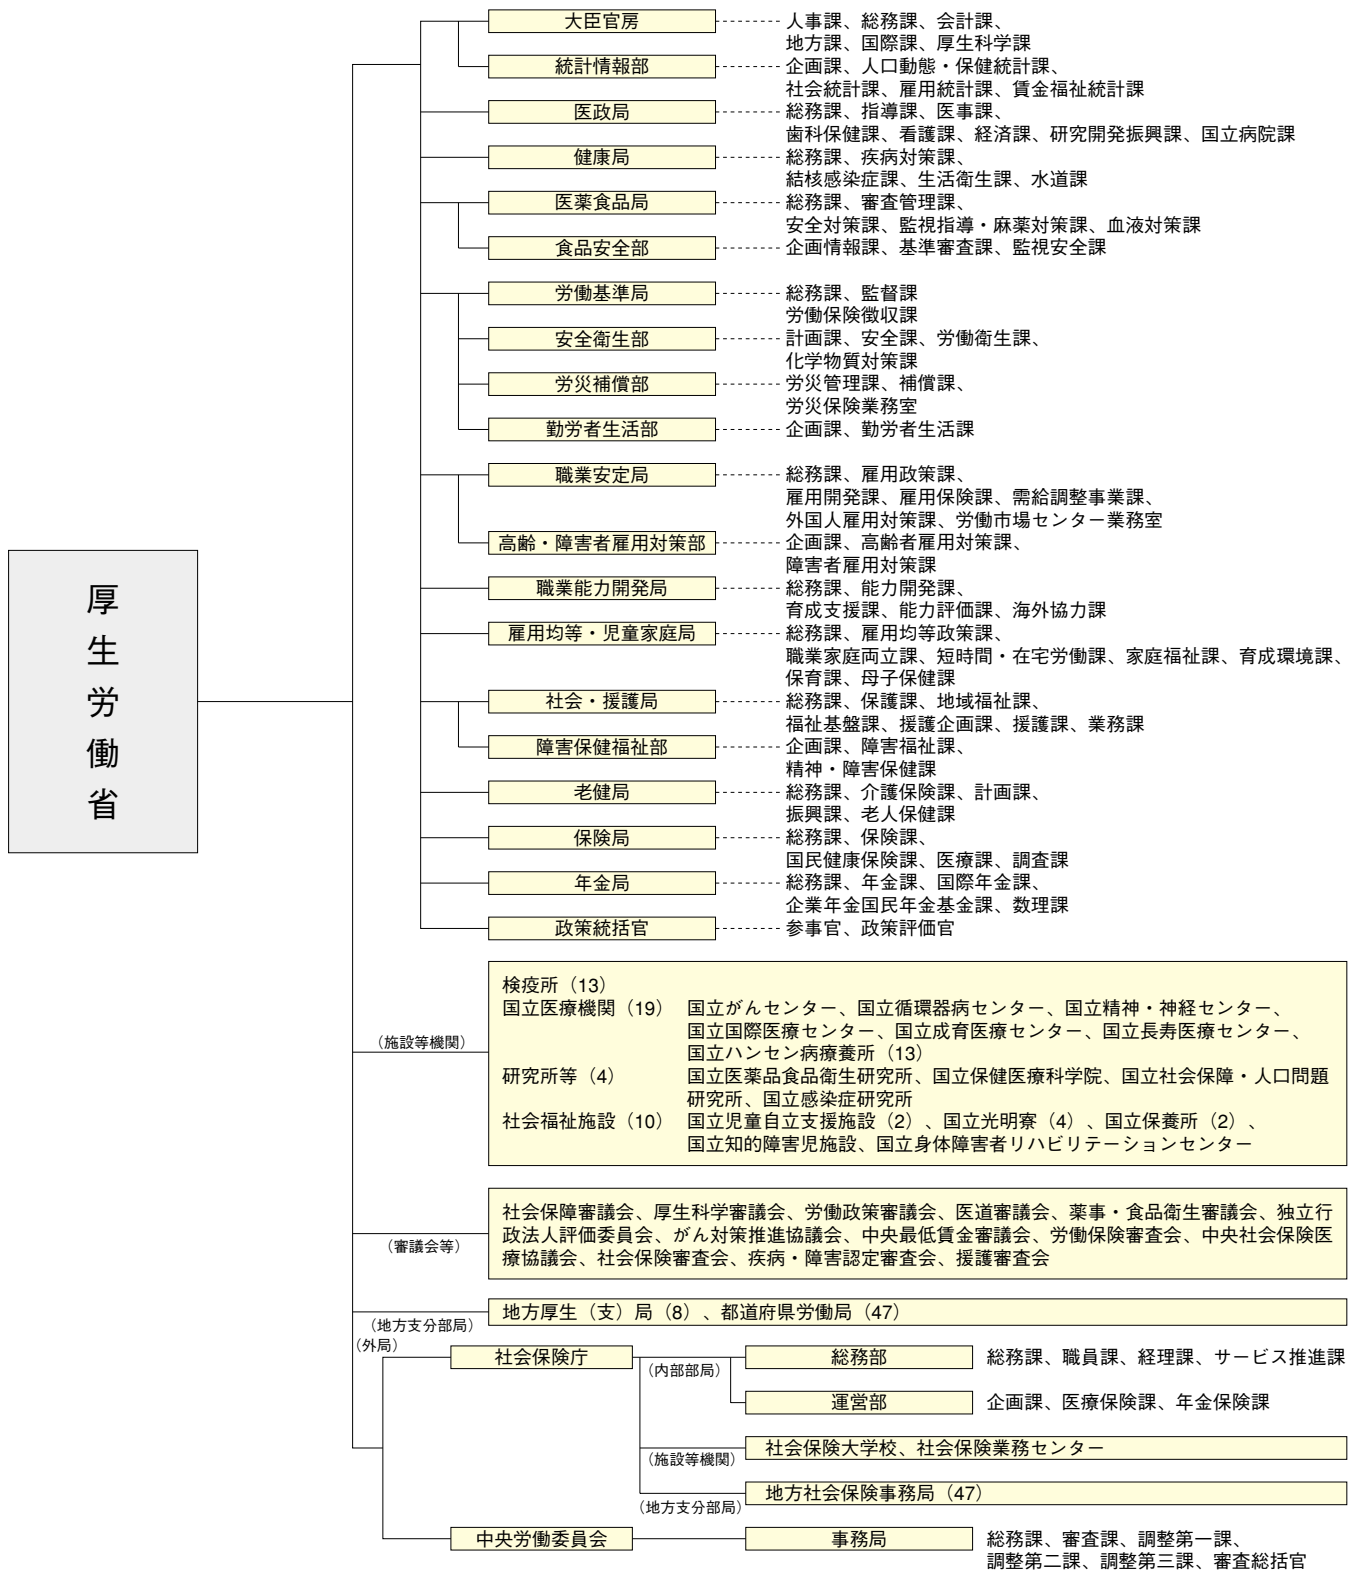 厚生労働省
大臣官房 人事課、総務課、会計課、
地方課、国際課、厚生科学課
統計情報部 企画課、人口動態・保健統計課、
社会統計課、雇用統計課、賃金福祉統計課
医政局 総務課、指導課、医事課、
歯科保健課、看護課、経済課、研究開発振興課、国立病院課
健康局 総務課、疾病対策課、
結核感染症課、生活衛生課、水道課
医薬食品局 総務課、審査管理課、
安全対策課、監視指導・麻薬対策課、血液対策課
食品安全部 企画情報課、基準審査課、監視安全課
労働基準局 総務課、監督課
労働保険徴収課
安全衛生部 計画課、安全課、労働衛生課、
化学物質対策課
労災補償部 労災管理課、補償課、
労災保険業務室
勤労者生活部 企画課、勤労者生活課
職業安定局 総務課、雇用政策課、
雇用開発課、雇用保険課、需給調整事業課、
外国人雇用対策課、労働市場センター業務室
高齢・障害者雇用対策部 企画課、高齢者雇用対策課、
障害者雇用対策課
職業能力開発局 総務課、能力開発課、
育成支援課、能力評価課、海外協力課
雇用均等・児童家庭局 総務課、雇用均等政策課、
職業家庭両立課、短時間・在宅労働課、家庭福祉課、育成環境課、
保育課、母子保健課
社会・援護局 総務課、保護課、地域福祉課、
福祉基盤課、援護企画課、援護課、業務課
障害保健福祉部 企画課、障害福祉課、
精神・障害保健課
老健局 総務課、介護保険課、計画課、
振興課、老人保健課
保険局 総務課、保険課、
国民健康保険課、医療課、調査課
年金局 総務課、年金課、国際年金課、
企業年金国民年金基金課、数理課
政策統括官 参事官、政策評価官
（施設等機関）
検疫所（13）
国立医療機関（19） 国立がんセンター、国立循環器病センター、国立精神・神経センター、
国立国際医療センター、国立成育医療センター、国立長寿医療センター、
国立ハンセン病療養所（13）
研究所等（4） 国立医薬品食品衛生研究所、国立保健医療科学院、国立社会保障・人口問題
研究所、国立感染症研究所
社会福祉施設（10） 国立児童自立支援施設（2）、国立光明寮（4）、国立保養所（2）、
国立知的障害児施設、国立身体障害者リハビリテーションセンター
（審議会等）
社会保障審議会、厚生科学審議会、労働政策審議会、医道審議会、薬事・食品衛生審議会、独立行
政法人評価委員会、がん対策推進協議会、中央最低賃金審議会、労働保険審査会、中央社会保険医
療協議会、社会保険審査会、疾病・障害認定審査会、援護審査会
（地方支分部局）
地方厚生（支）局（8）、都道府県労働局（47）
（外局）
社会保険庁
（内部部局）
総務部 総務課、職員課、経理課、サービス推進課
運営部 企画課、医療保険課、年金保険課
（施設等機関）
社会保険大学校、社会保険業務センター
（地方支分部局）
地方社会保険事務局（47）
中央労働委員会 事務局 総務課、審査課、調整第一課、
調整第二課、調整第三課、審査総括官